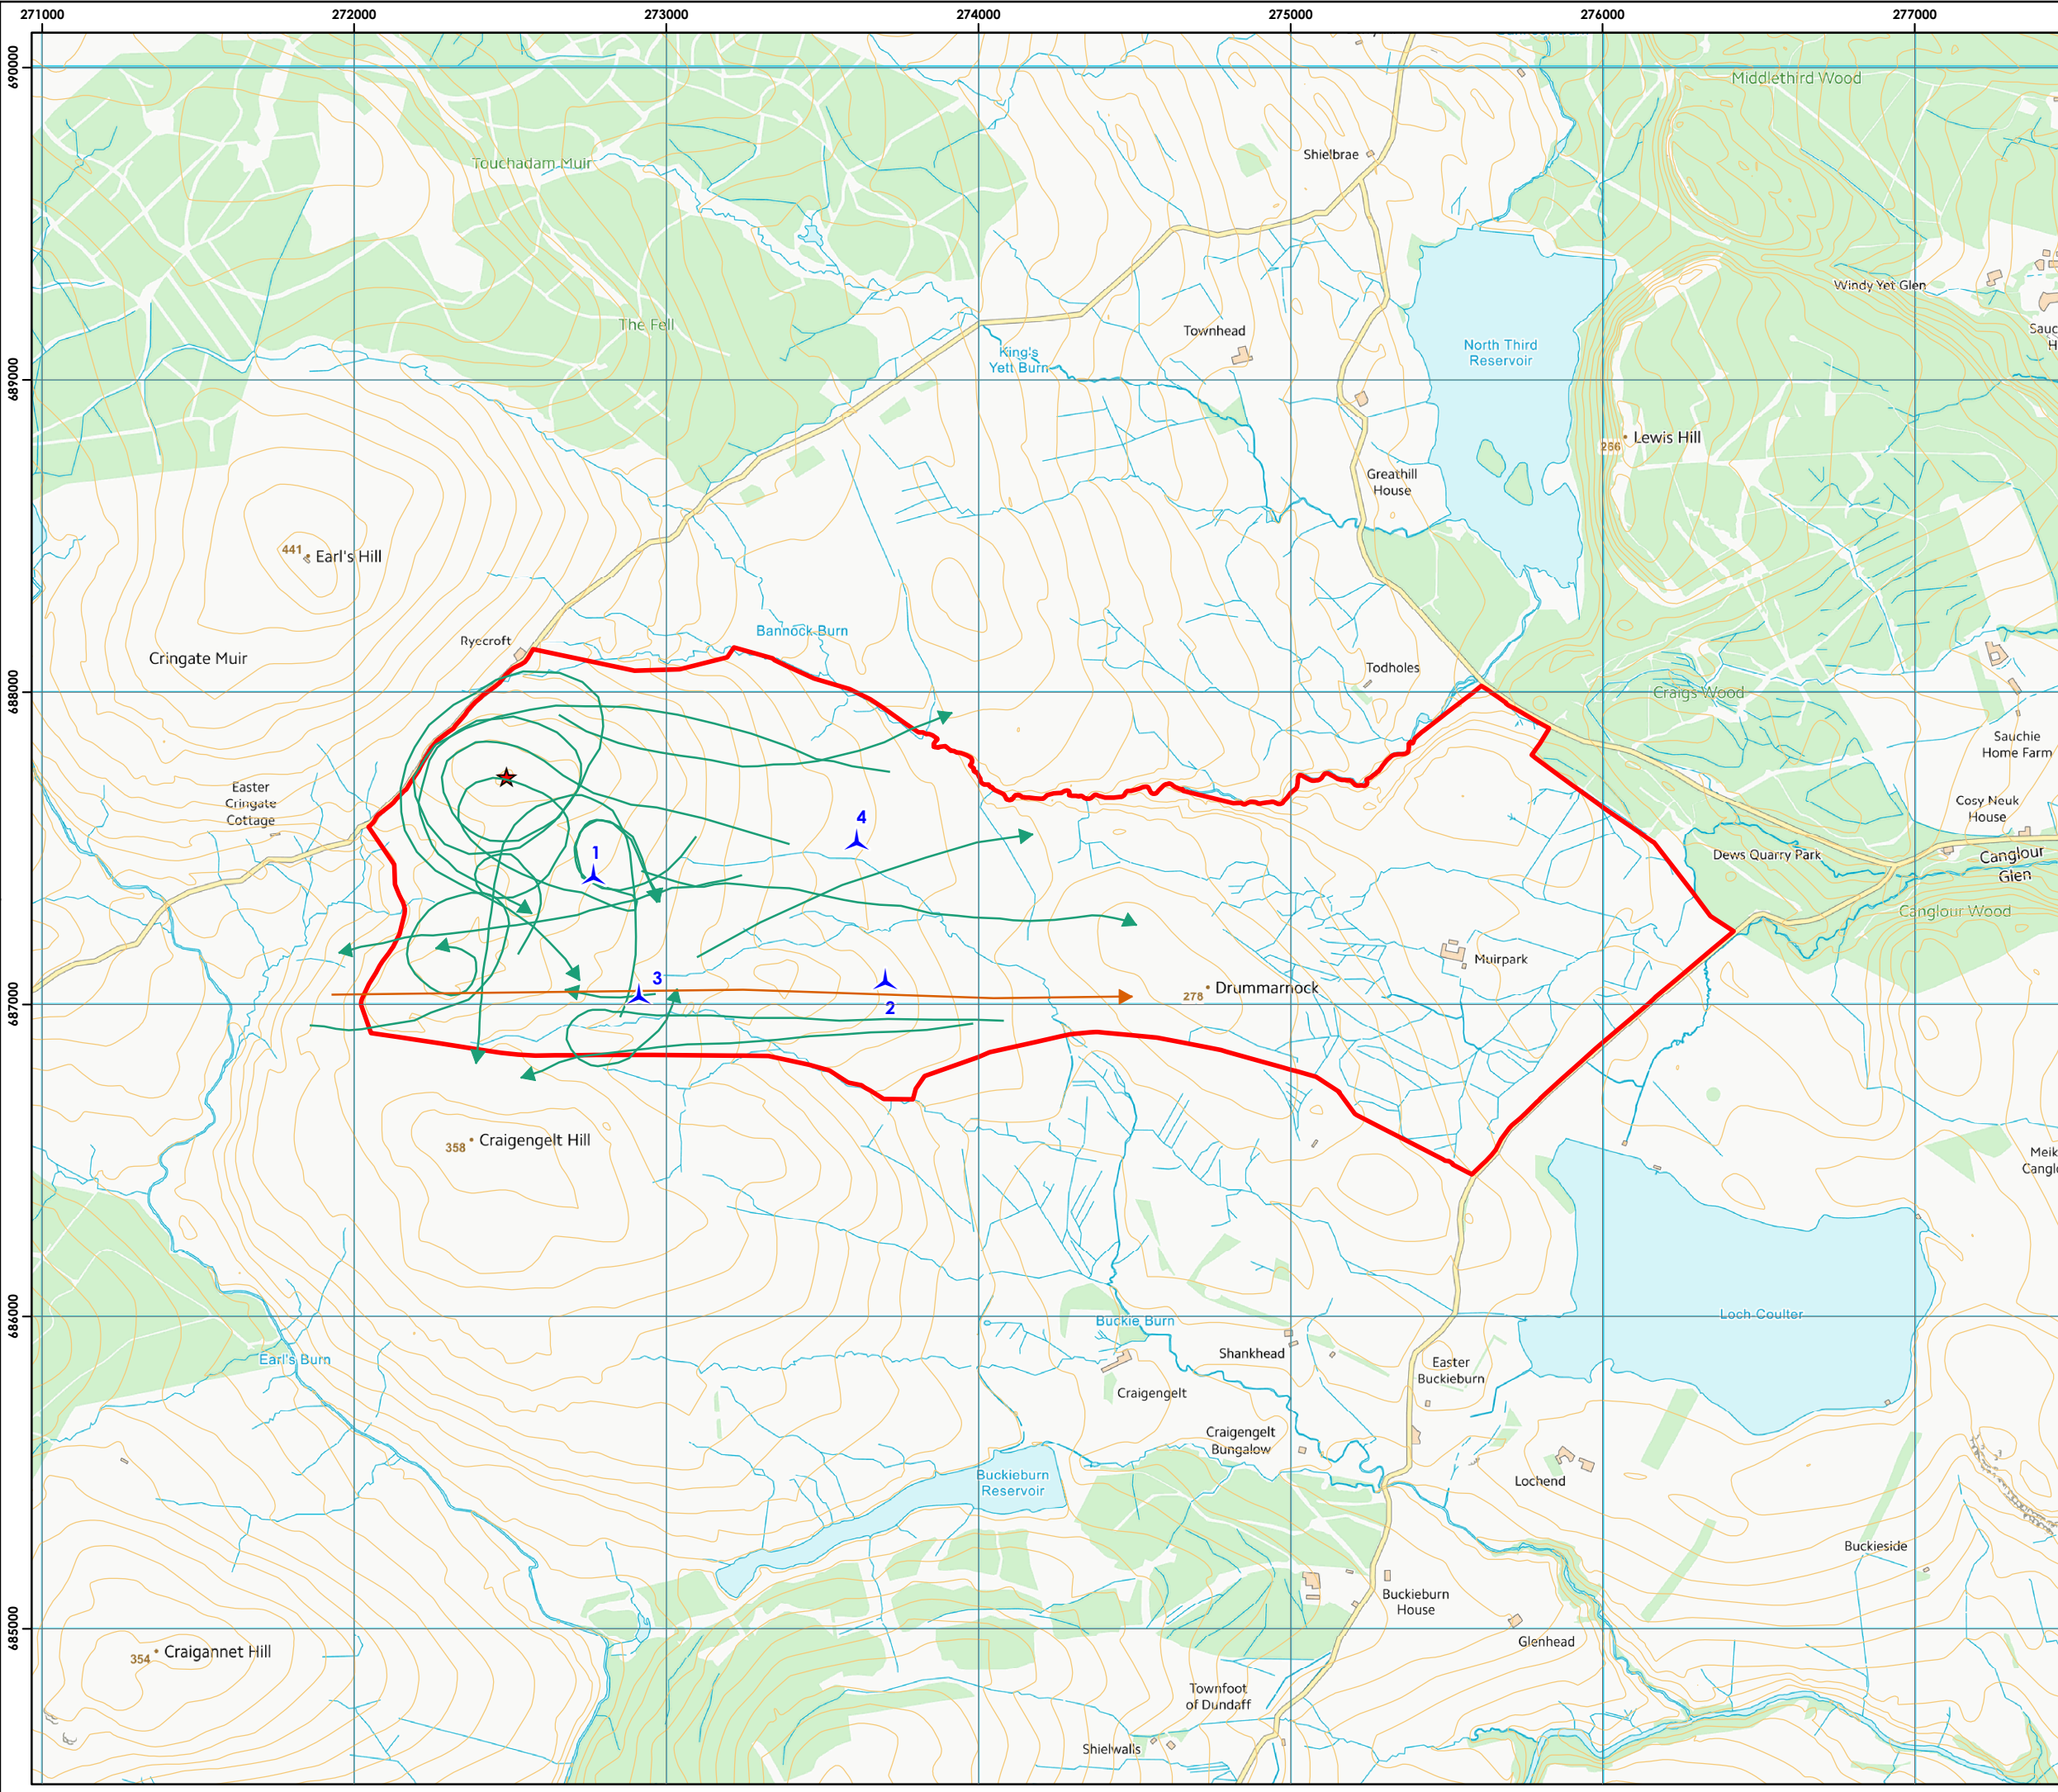 271000
272000
273000
274000
275000
276000
277000
690000
689000
688000
687000
686000
685000
Middlethird Wood
Touchadam Muir
Shielbrae
Windy Yet Glen
The Fell
Townhead
King's
Yett Burn
North Third
Reservoir
Sauc
H
266
Lewis Hill
Greathill
House
441
Earl's Hill
Bannock Burn
Ryecroft
Cringate Muir
Todholes
Craigs Wood
Sauchie
Home Farm
Easter
Cringate
Cottage
Cosy Neuk
House
4
1
Dews Quarry Park
Canglour
Glen
Canglour Wood
Muirpark
3
2
278
Drummarnock
358
Craigengelt Hill
Meik
Canglo
Loch Coulter
Buckie Burn
Earl's Burn
Shankhead
Easter
Buckieburn
Craigengelt
Craigengelt
Bungalow
Buckieburn
Reservoir
Lochend
Buckieside
Buckieburn
House
Glenhead
354
Craigannet Hill
Townfoot
of Dundaff
Shielwalls